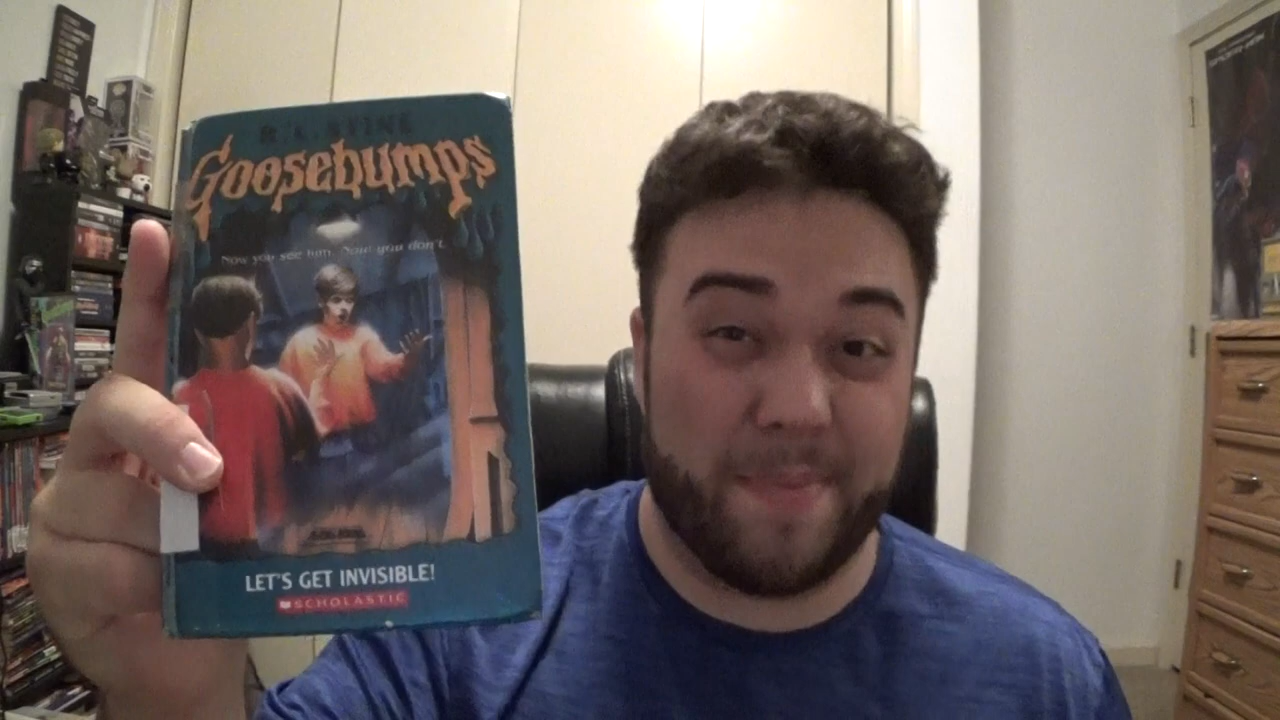 R.L. STINE
Goosebumps
Now you see him. Now you don't.
LET'S GET INVISIBLE!
SCHOLASTIC